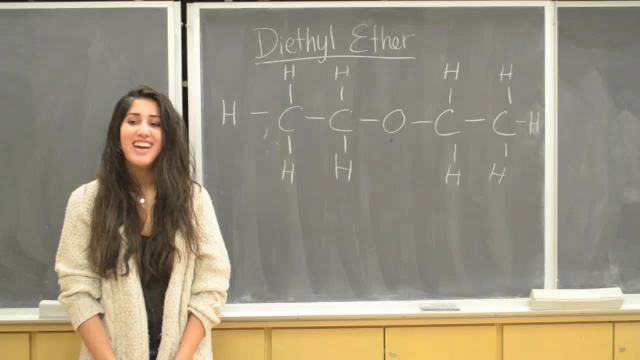 Diethyl Ether
H H H H
H — C — C — O — C — C — H
H H H H